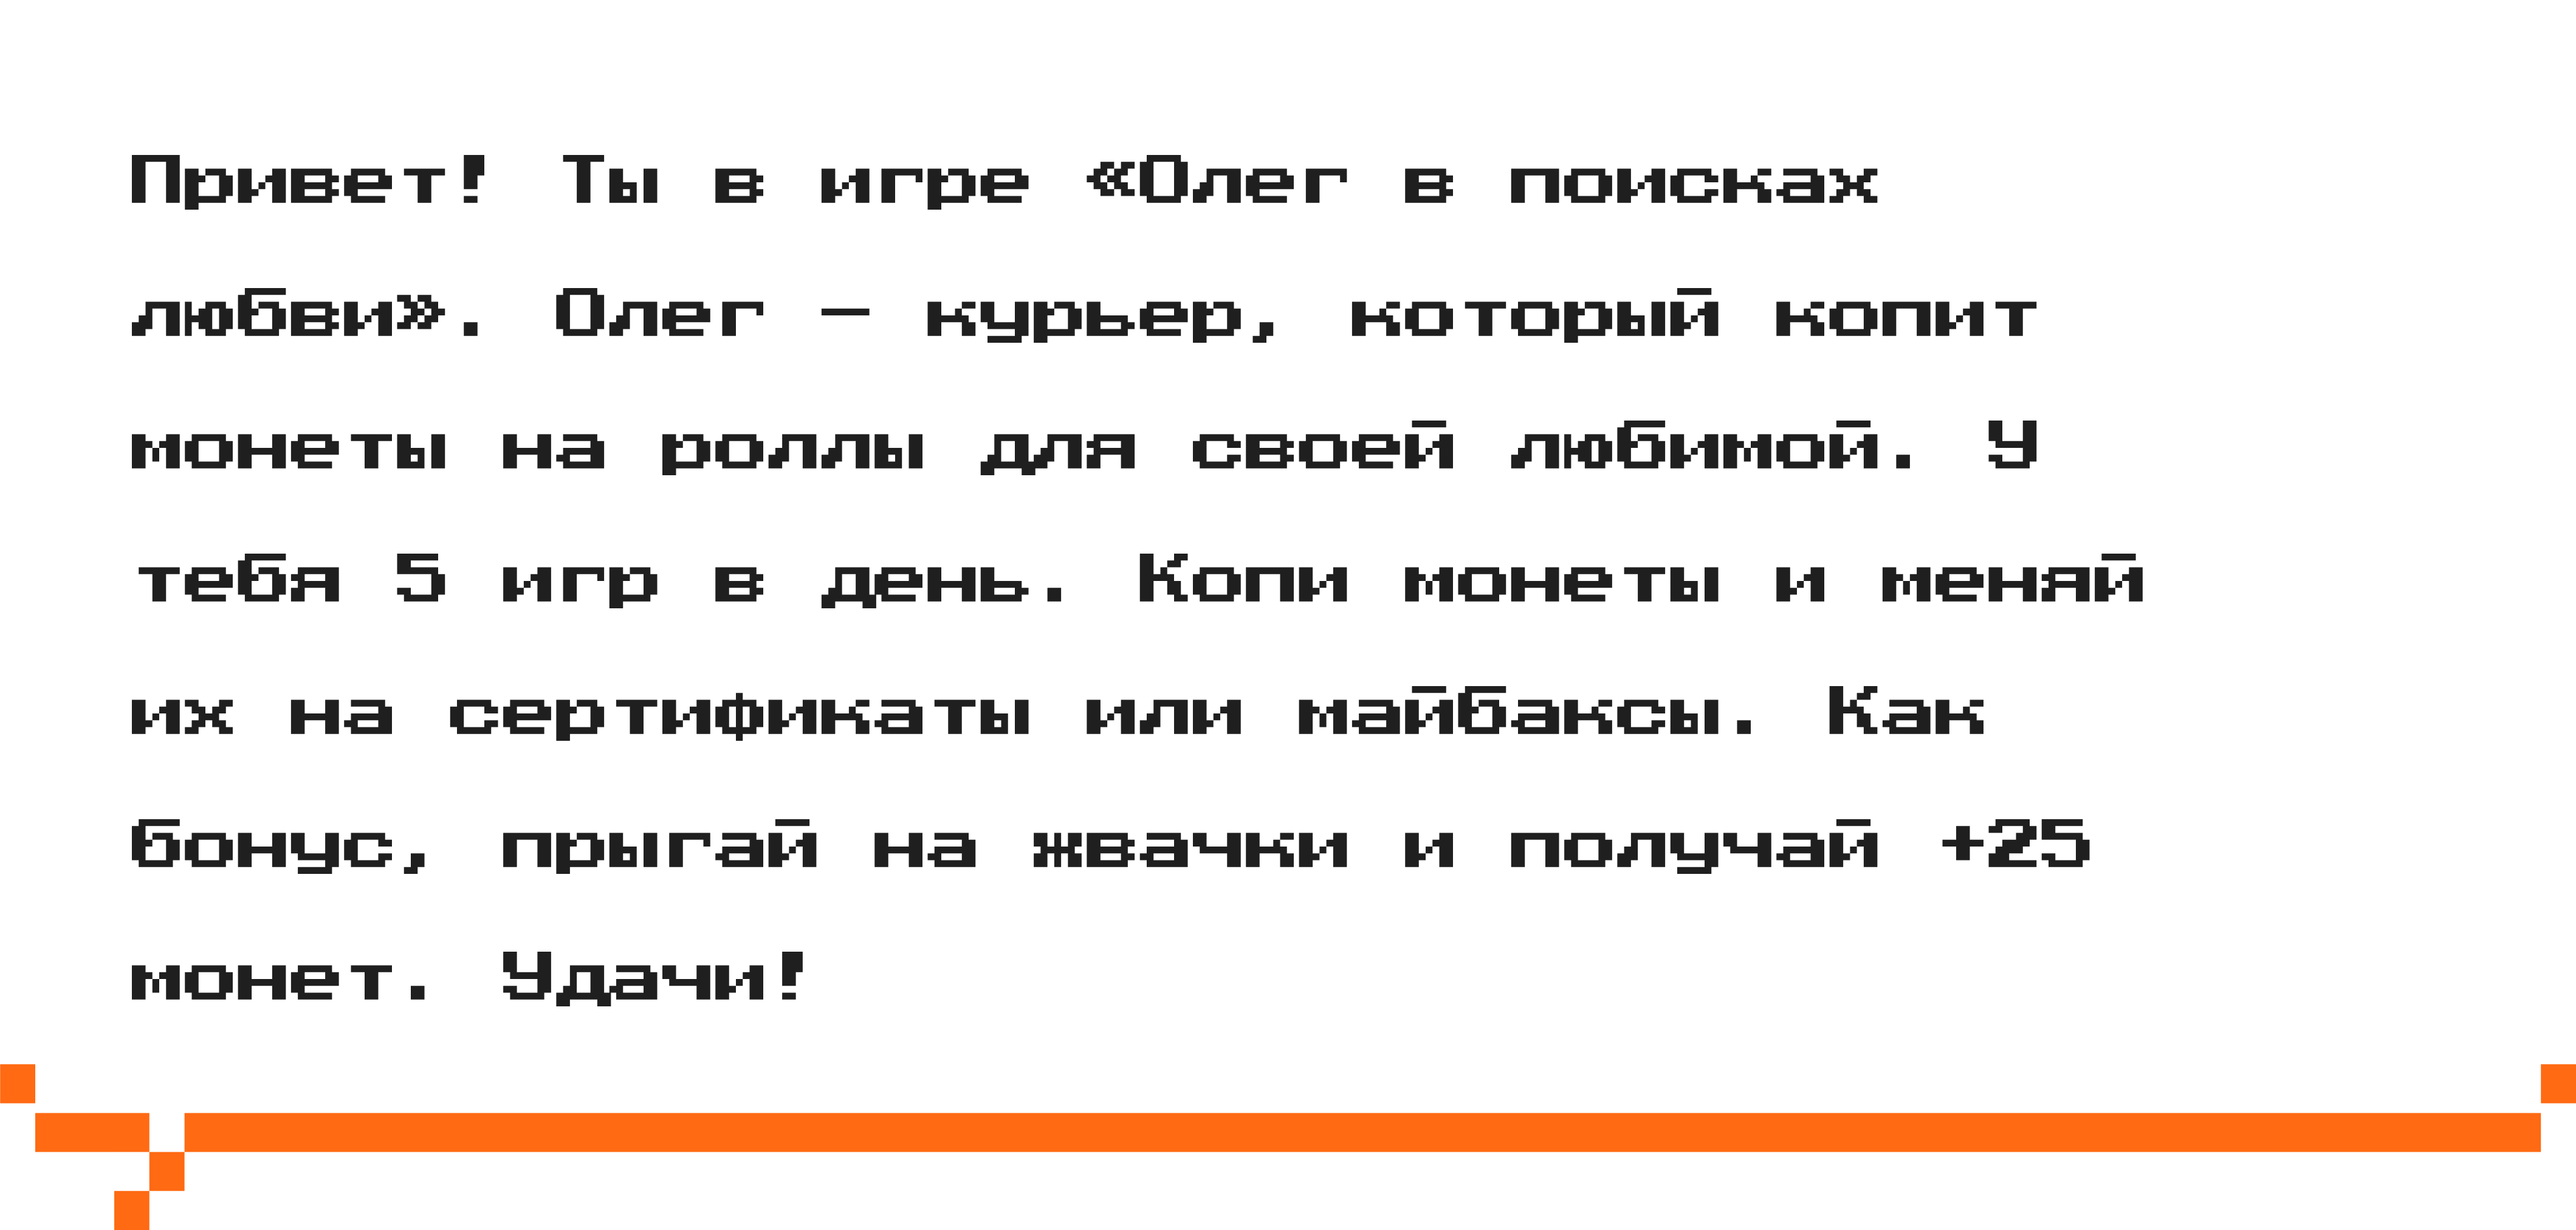 Привет! Ты в игре «Олег в поисках
любви». Олег — курьер, который копит
монеты на роллы для своей любимой. У
тебя 5 игр в день. Копи монеты и меняй
их на сертификаты или майбаксы. Как
бонус, прыгай на жвачки и получай +25
монет. Удачи!